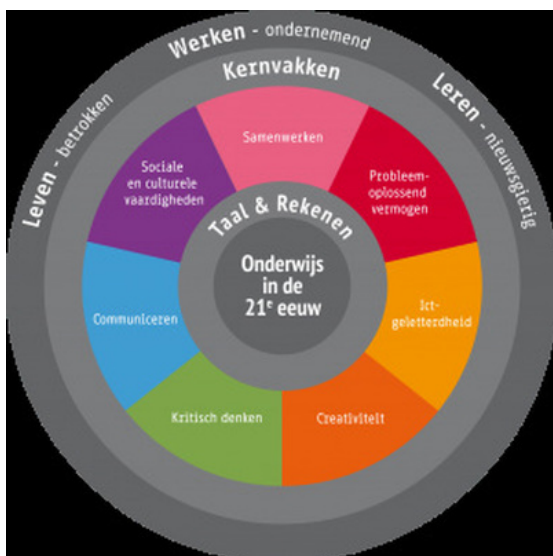 Werken - ondernemend
Leven - betrokken
Leren - nieuwsgierig
Kernvakken
Samenwerken
Sociale
en culturele
vaardigheden
Probleem-
oplossend
vermogen
Taal & Rekenen
Onderwijs
in de
21e eeuw
Communiceren
Ict-
geletterdheid
Kritisch denken
Creativiteit